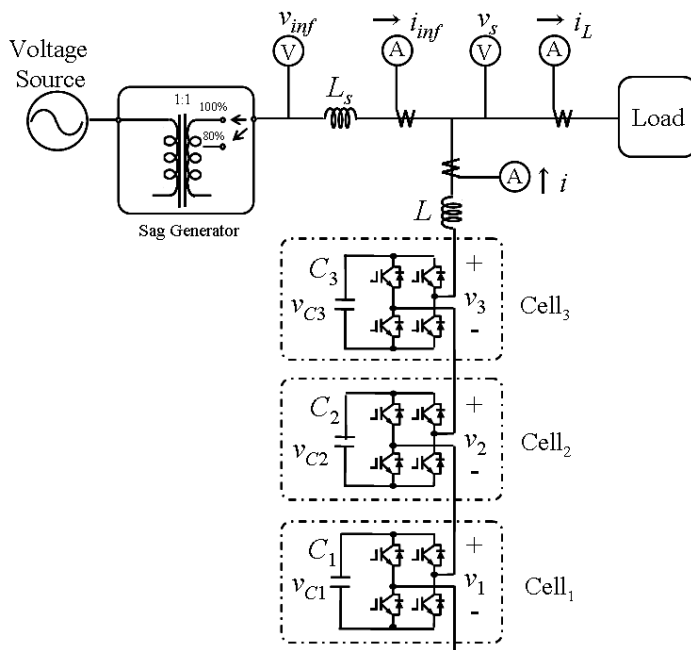 Voltage
Source
v_inf
V
→ i_inf
A
v_s
V
→ i_L
A
L_s
Load
1:1
100%
80%
Sag Generator
A
↑ i
L
C_3
v_C3
+
v_3
-
Cell_3
C_2
v_C2
+
v_2
-
Cell_2
C_1
v_C1
+
v_1
-
Cell_1